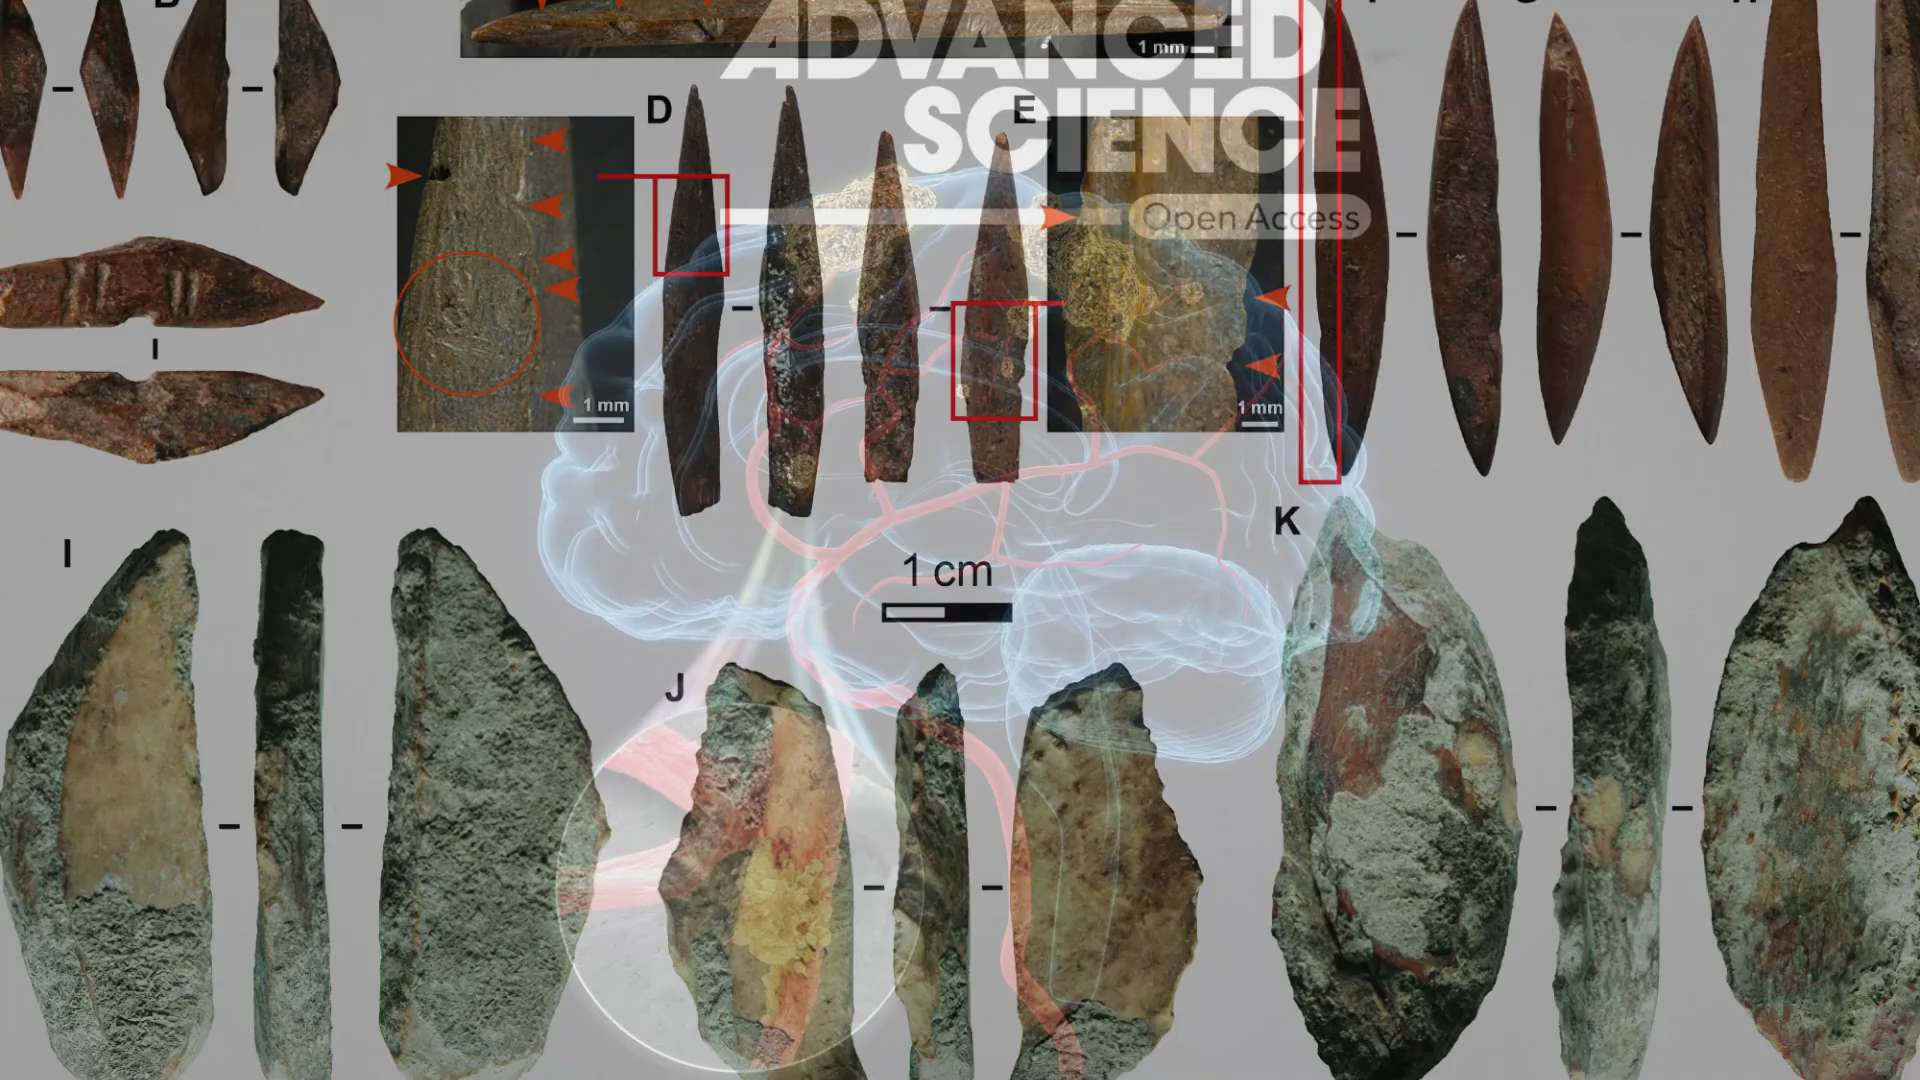 1 mm
ADVANCED
SCIENCE
Open Access
D
E
1 mm
1 mm
K
I
1 cm
J